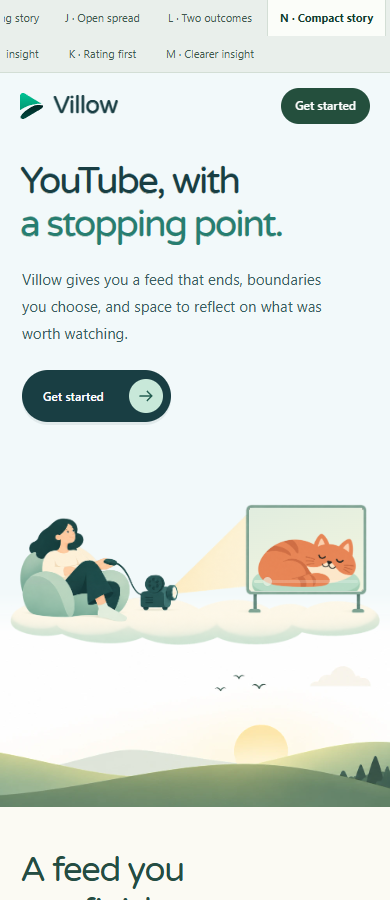 story
J · Open spread
L · Two outcomes
N · Compact story
insight
K · Rating first
M · Clearer insight
Villow
Get started
YouTube, with
a stopping point.
Villow gives you a feed that ends, boundaries
you choose, and space to reflect on what was
worth watching.
Get started
A feed you